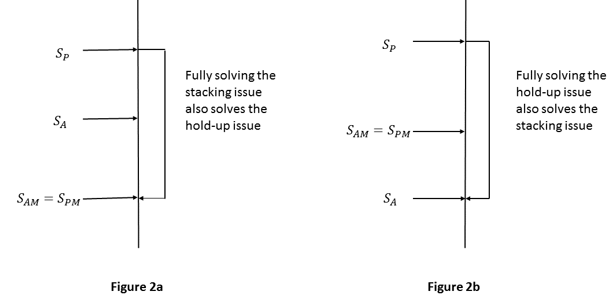 S_P
S_A
S_AM = S_PM
Fully solving the
stacking issue
also solves the
hold-up issue
Figure 2a
S_P
S_AM = S_PM
S_A
Fully solving the
hold-up issue
also solves the
stacking issue
Figure 2b